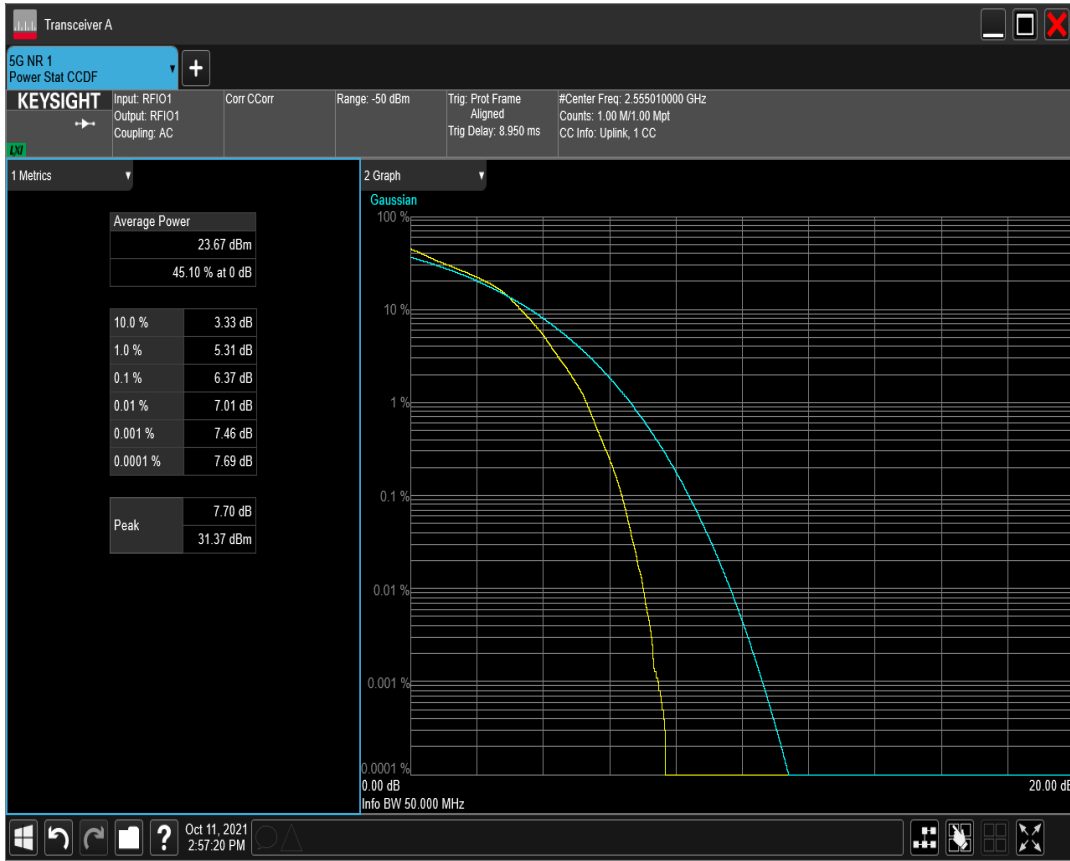 Transceiver A
5G NR 1
Power Stat CCDF
+
KEYSIGHT
LXI
Input: RFIO1
Output: RFIO1
Coupling: AC
Corr CCorr
Range: -50 dBm
Trig: Prot Frame
Aligned
Trig Delay: 8.950 ms
#Center Freq: 2.555010000 GHz
Counts: 1.00 M/1.00 Mpt
CC Info: Uplink, 1 CC
1 Metrics
Average Power
23.67 dBm
45.10 % at 0 dB
10.0 % 3.33 dB
1.0 % 5.31 dB
0.1 % 6.37 dB
0.01 % 7.01 dB
0.001 % 7.46 dB
0.0001 % 7.69 dB
Peak
7.70 dB
31.37 dBm
2 Graph
Gaussian
100 %
10 %
1 %
0.1 %
0.01 %
0.001 %
0.0001 %
0.00 dB 20.00 dB
Info BW 50.000 MHz
?
Oct 11, 2021
2:57:20 PM